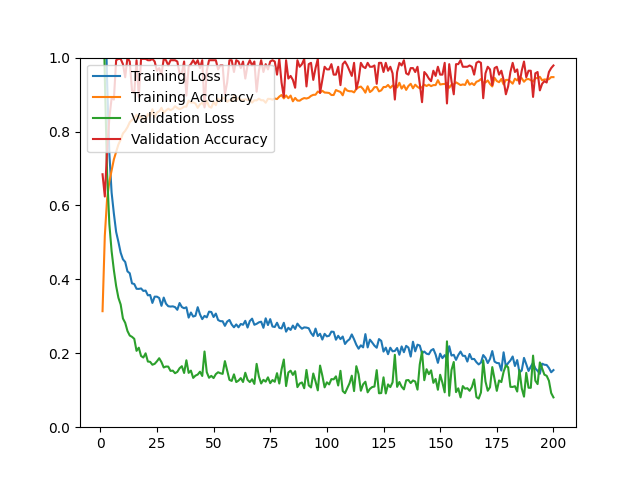 1.0
0.8
0.6
0.4
0.2
0.0
Training Loss
Training Accuracy
Validation Loss
Validation Accuracy
0 25 50 75 100 125 150 175 200